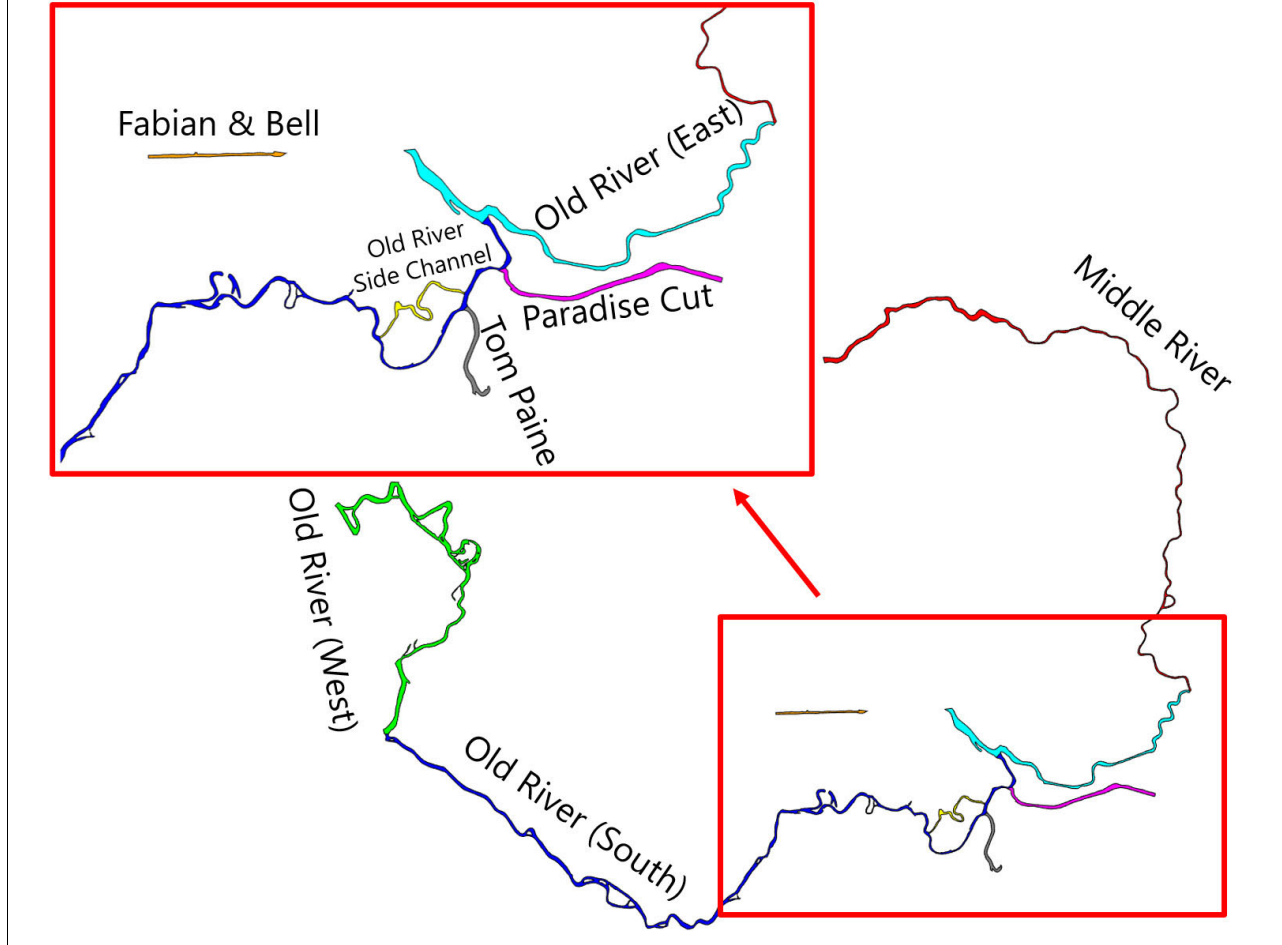 Fabian & Bell
Old River (East)
Old River
Side Channel
Paradise Cut
Tom Paine
Middle River
Old River (West)
Old River (South)